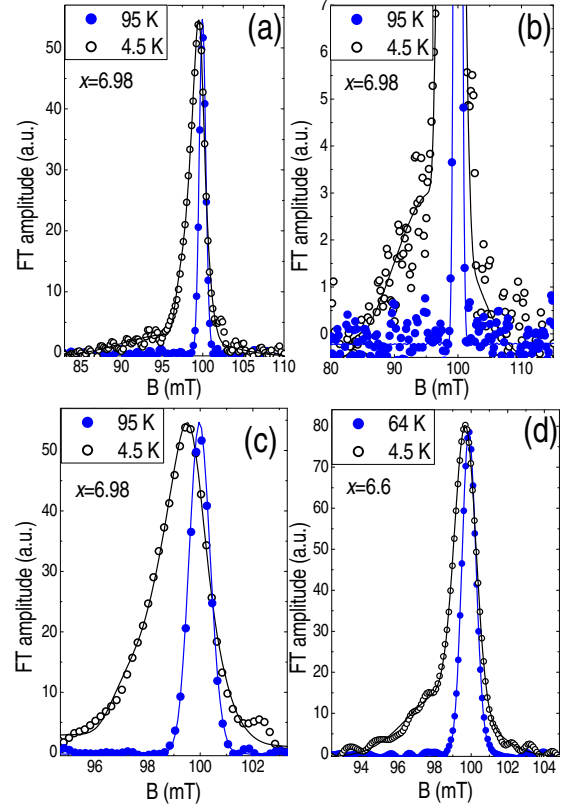 (a)
95 K
4.5 K
x=6.98
FT amplitude (a.u.)
50
40
30
20
10
0
85 90 95 100 105 110
B (mT)
(b)
95 K
4.5 K
x=6.98
FT amplitude (a.u.)
7
6
5
4
3
2
1
0
80 90 100 110
B (mT)
(c)
95 K
4.5 K
x=6.98
FT amplitude (a.u.)
50
40
30
20
10
0
96 98 100 102
B (mT)
(d)
64 K
4.5 K
x=6.6
FT amplitude (a.u.)
80
70
60
50
40
30
20
10
0
94 96 98 100 102 104
B (mT)